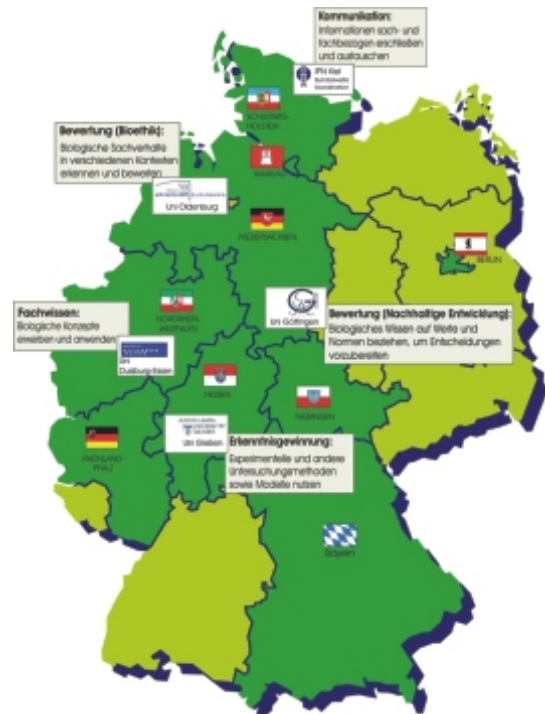 Kommunikation:
Informationen sach- und
fachbezogen erschließen
und austauschen
IPN Kiel
Bundesweite
Koordination
SCHLESWIG-
HOLSTEIN
Bewertung (Bioethik):
Biologische Sachverhalte
in verschiedenen Kontexten
erkennen und bewerten
HAMBURG
Uni Oldenburg
NIEDERSACHSEN
BERLIN
Fachwissen:
Biologische Konzepte
erwerben und anwenden
NORDRHEIN-
WESTFALEN
Uni Göttingen
Bewertung (Nachhaltige Entwicklung):
Biologisches Wissen auf Werte und
Normen beziehen, um Entscheidungen
vorzubereiten
Uni
Duisburg-Essen
HESSEN
THÜRINGEN
Uni Gießen
RHEINLAND-
PFALZ
Erkenntnisgewinnung:
Experimenteile und andere
Untersuchungsmethoden
sowie Modelle nutzen
Bayern